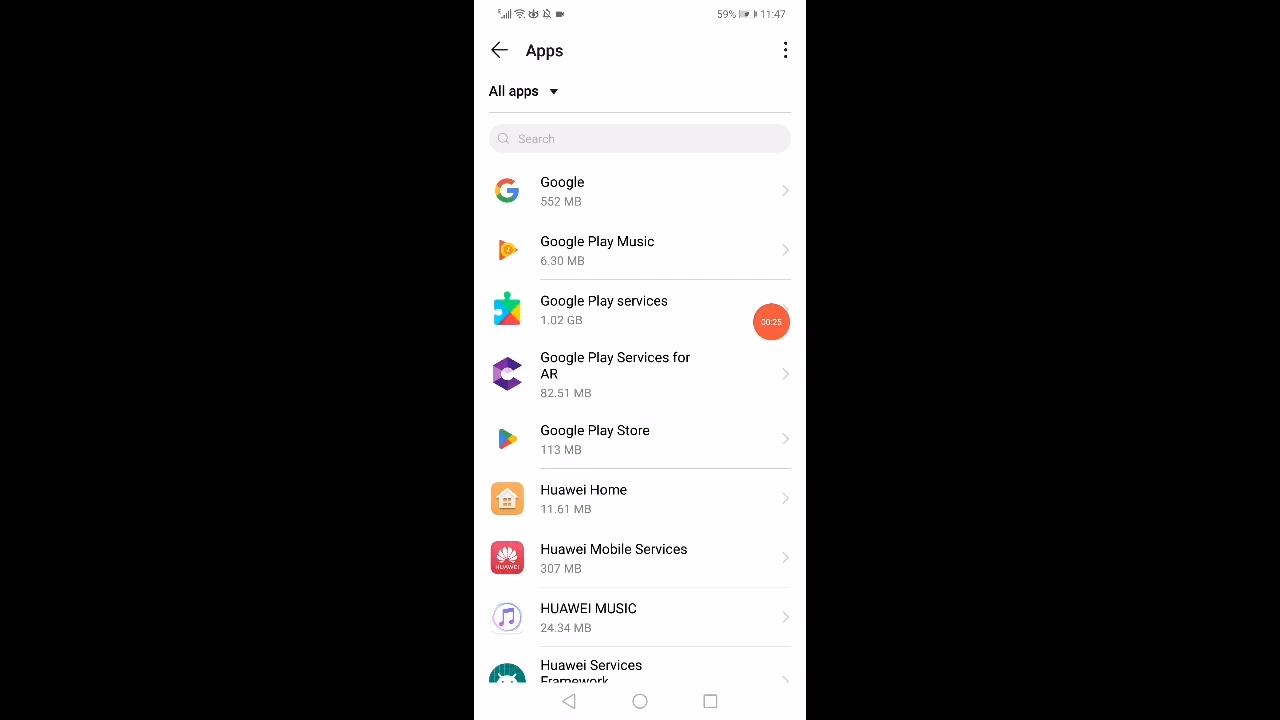 59% 11:47
Apps
All apps
Search
Google
552 MB
Google Play Music
6.30 MB
Google Play services
1.02 GB
00:25
Google Play Services for
AR
82.51 MB
Google Play Store
113 MB
Huawei Home
11.61 MB
Huawei Mobile Services
307 MB
HUAWEI
HUAWEI MUSIC
24.34 MB
Huawei Services
Framework